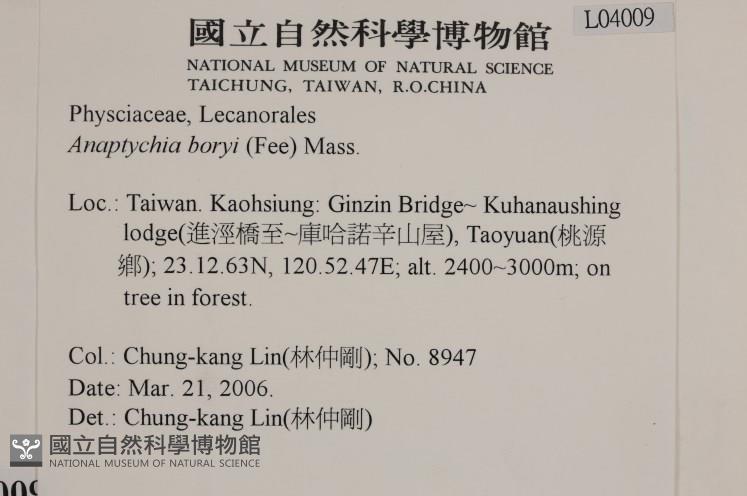 國立自然科學博物館
L04009
NATIONAL MUSEUM OF NATURAL SCIENCE
TAICHUNG, TAIWAN, R.O.CHINA
Physciaceae, Lecanorales
Anaptychia boryi (Fee) Mass.
Loc.: Taiwan. Kaohsiung: Ginzin Bridge~ Kuhanaushing
lodge(進涇橋至~庫哈諾辛山屋), Taoyuan(桃源
鄉); 23.12.63N, 120.52.47E; alt. 2400~3000m; on
tree in forest.
Col.: Chung-kang Lin(林仲剛); No. 8947
Date: Mar. 21, 2006.
Det.: Chung-kang Lin(林仲剛)
國立自然科學博物館
NATIONAL MUSEUM OF NATURAL SCIENCE